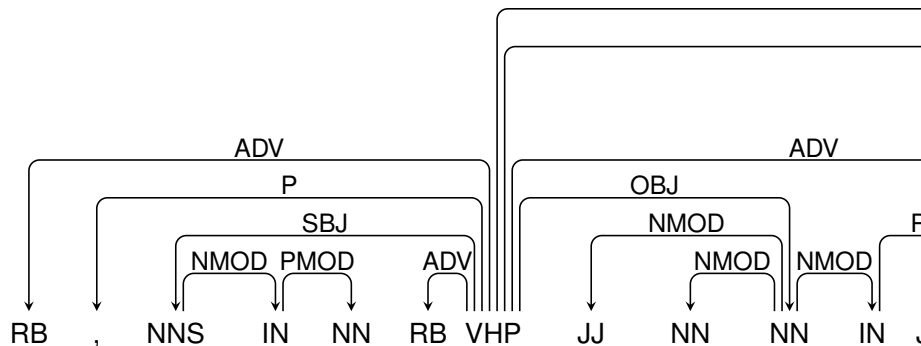 ADV ADV
P OBJ
SBJ NMOD
NMOD PMOD ADV NMOD NMOD
RB , NNS IN NN RB VHP JJ NN NN IN